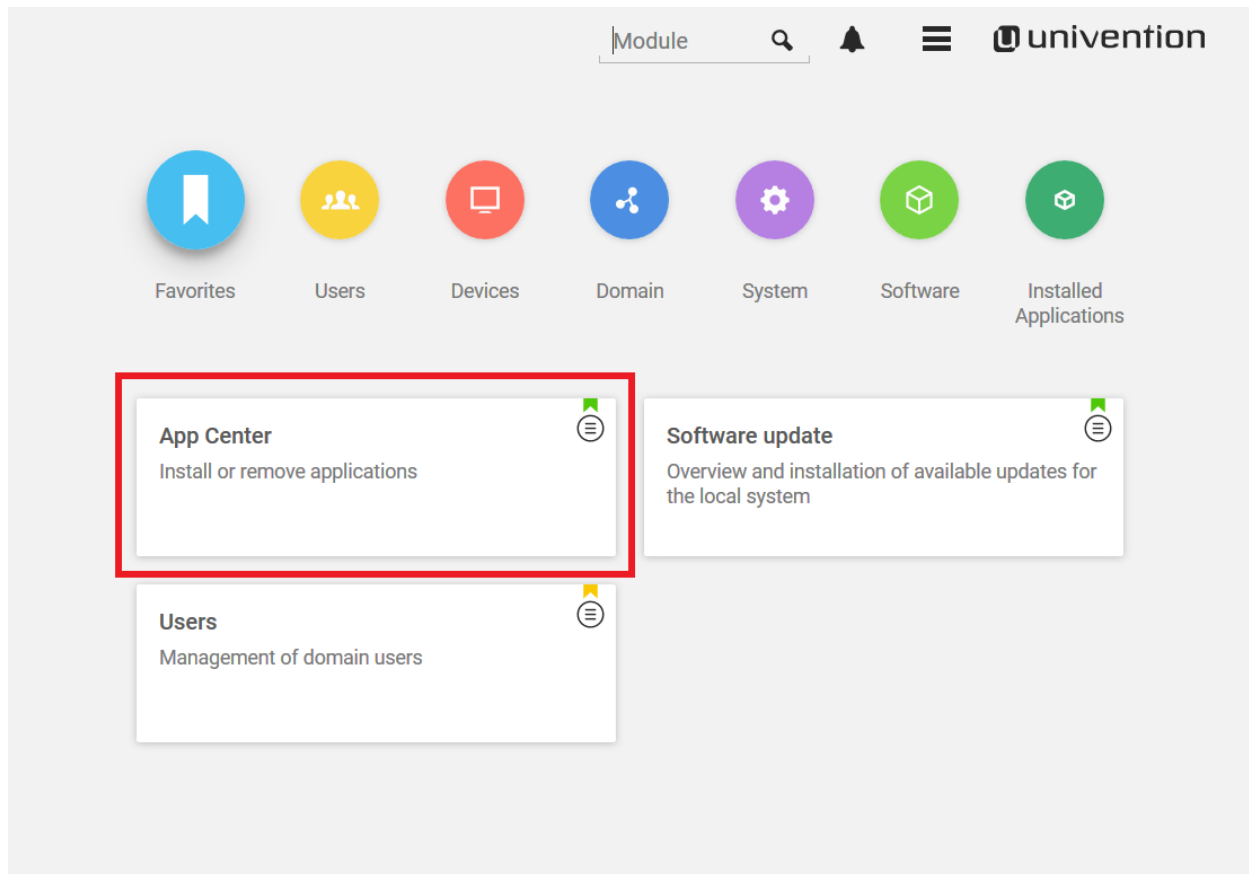 Module
univention
Favorites
Users
Devices
Domain
System
Software
Installed
Applications
App Center
Install or remove applications
Software update
Overview and installation of available updates for
the local system
Users
Management of domain users